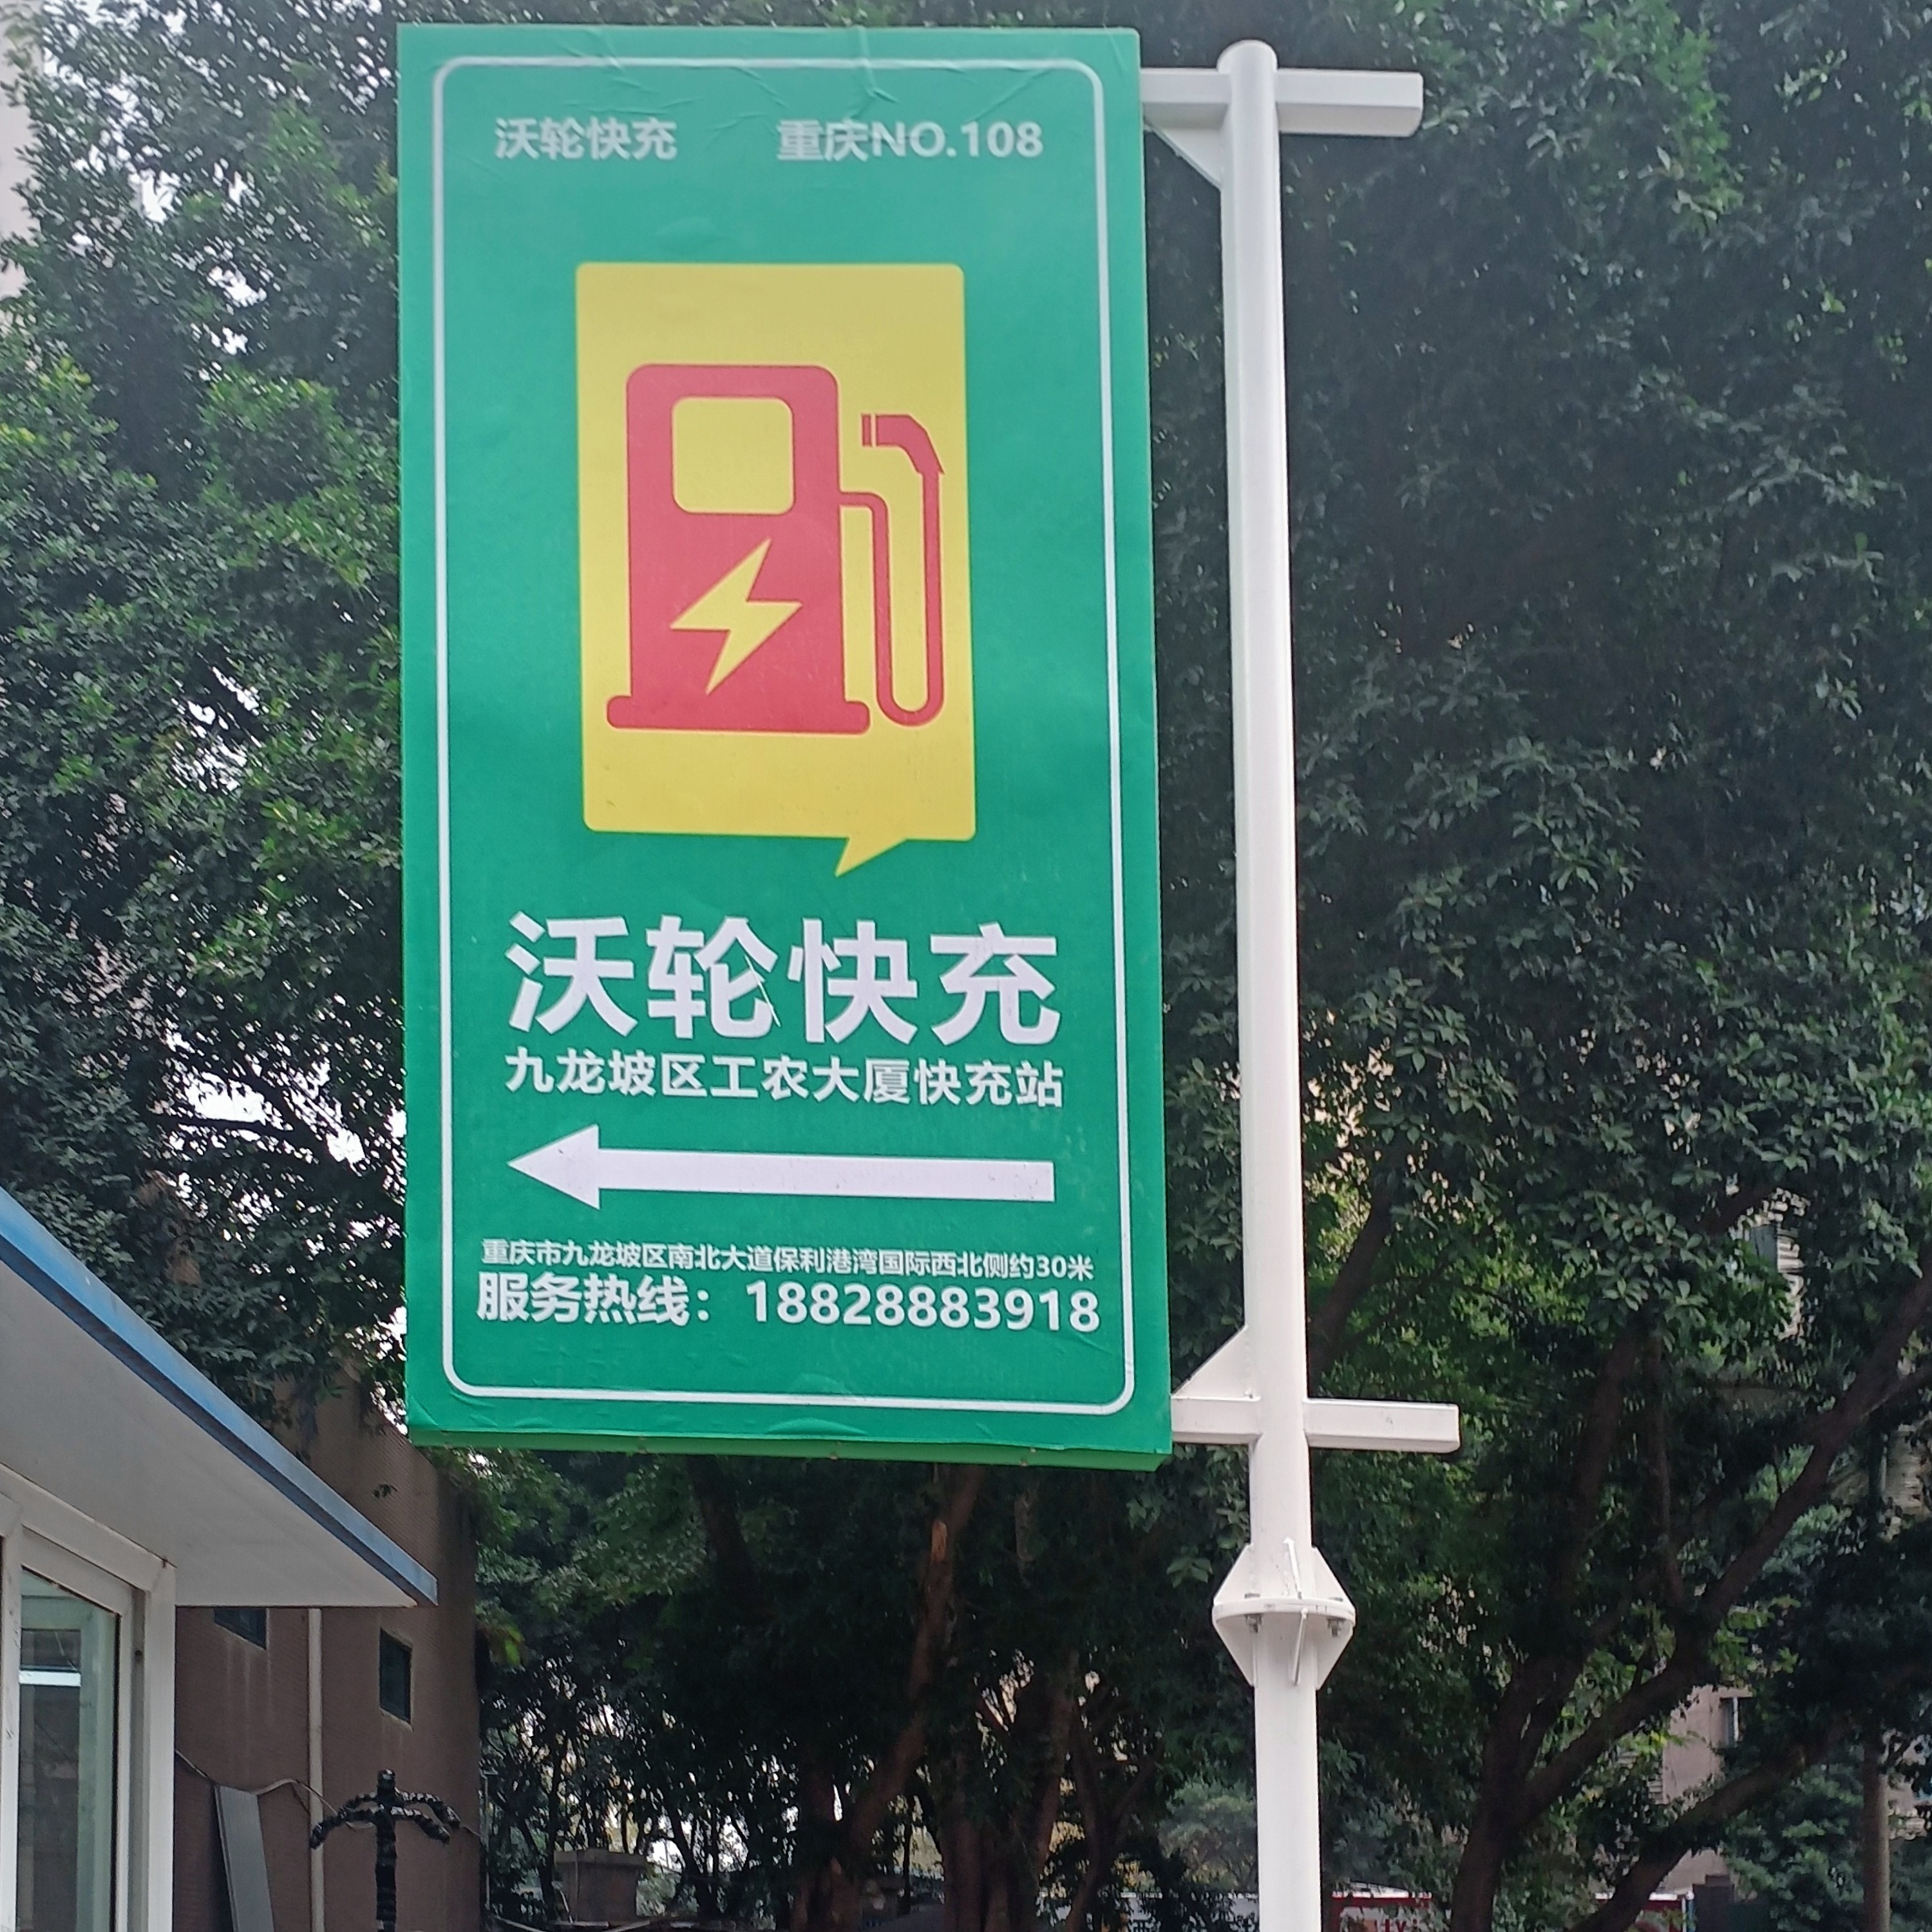 沃轮快充 重庆NO.108
沃轮快充
九龙坡区工农大厦快充站
重庆市九龙坡区南北大道保利港湾国际西北侧约30米
服务热线：18828883918